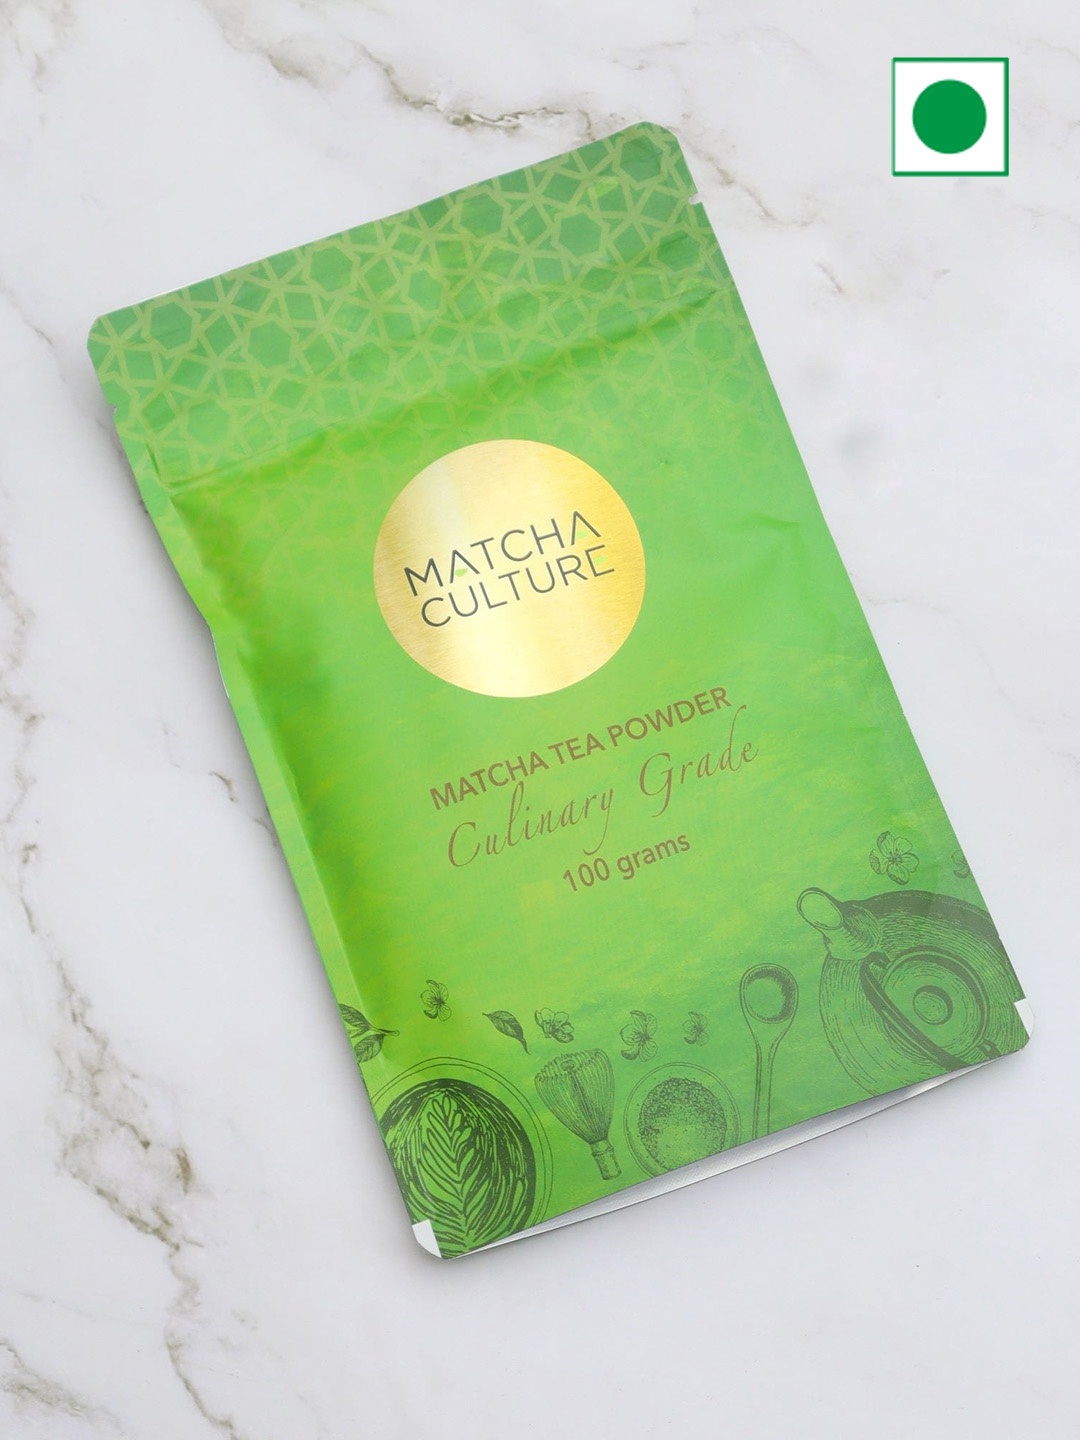 MATCHA
CULTURE
MATCHA TEA POWDER
Culinary Grade
100 grams